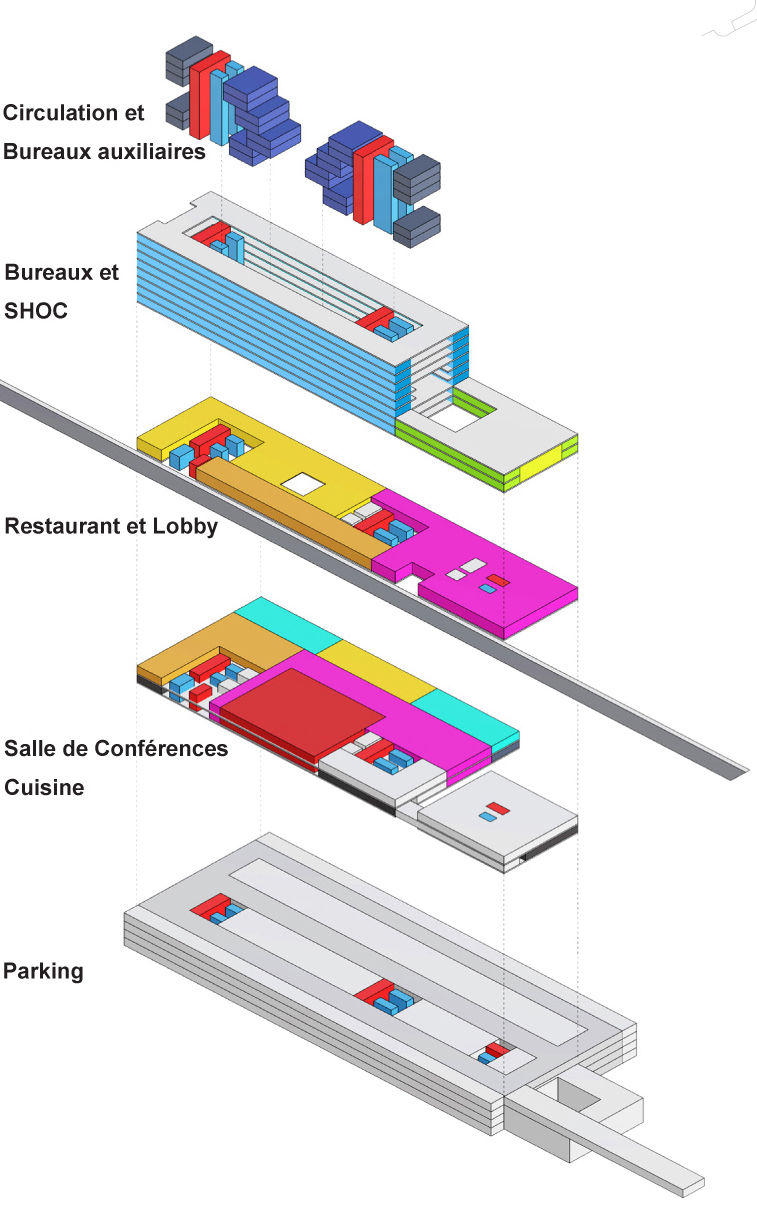 Circulation et
Bureaux auxiliaires
Bureaux et
SHOC
Restaurant et Lobby
Salle de Conférences
Cuisine
Parking